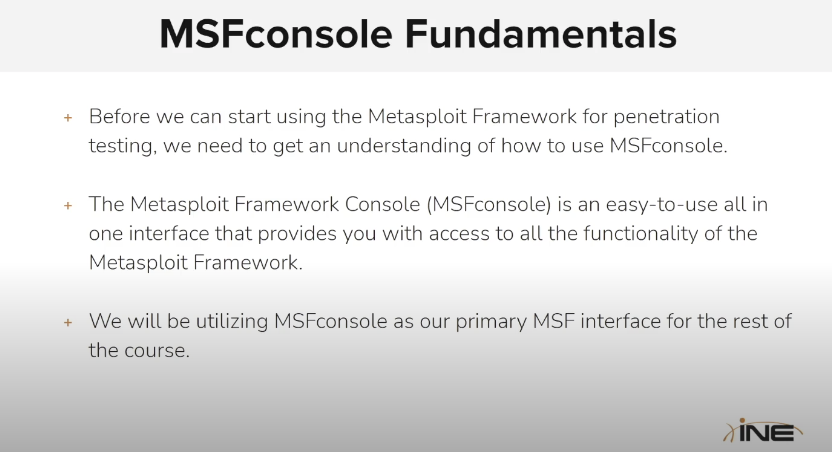 MSFconsole Fundamentals
+ Before we can start using the Metasploit Framework for penetration
testing, we need to get an understanding of how to use MSFconsole.
+ The Metasploit Framework Console (MSFconsole) is an easy-to-use all in
one interface that provides you with access to all the functionality of the
Metasploit Framework.
+ We will be utilizing MSFconsole as our primary MSF interface for the rest of
the course.
iNE